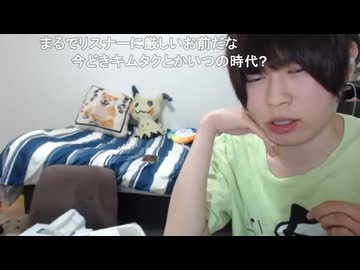 まるでリスナーに厳しいお前だな
今どきキムタクとかいつの時代?